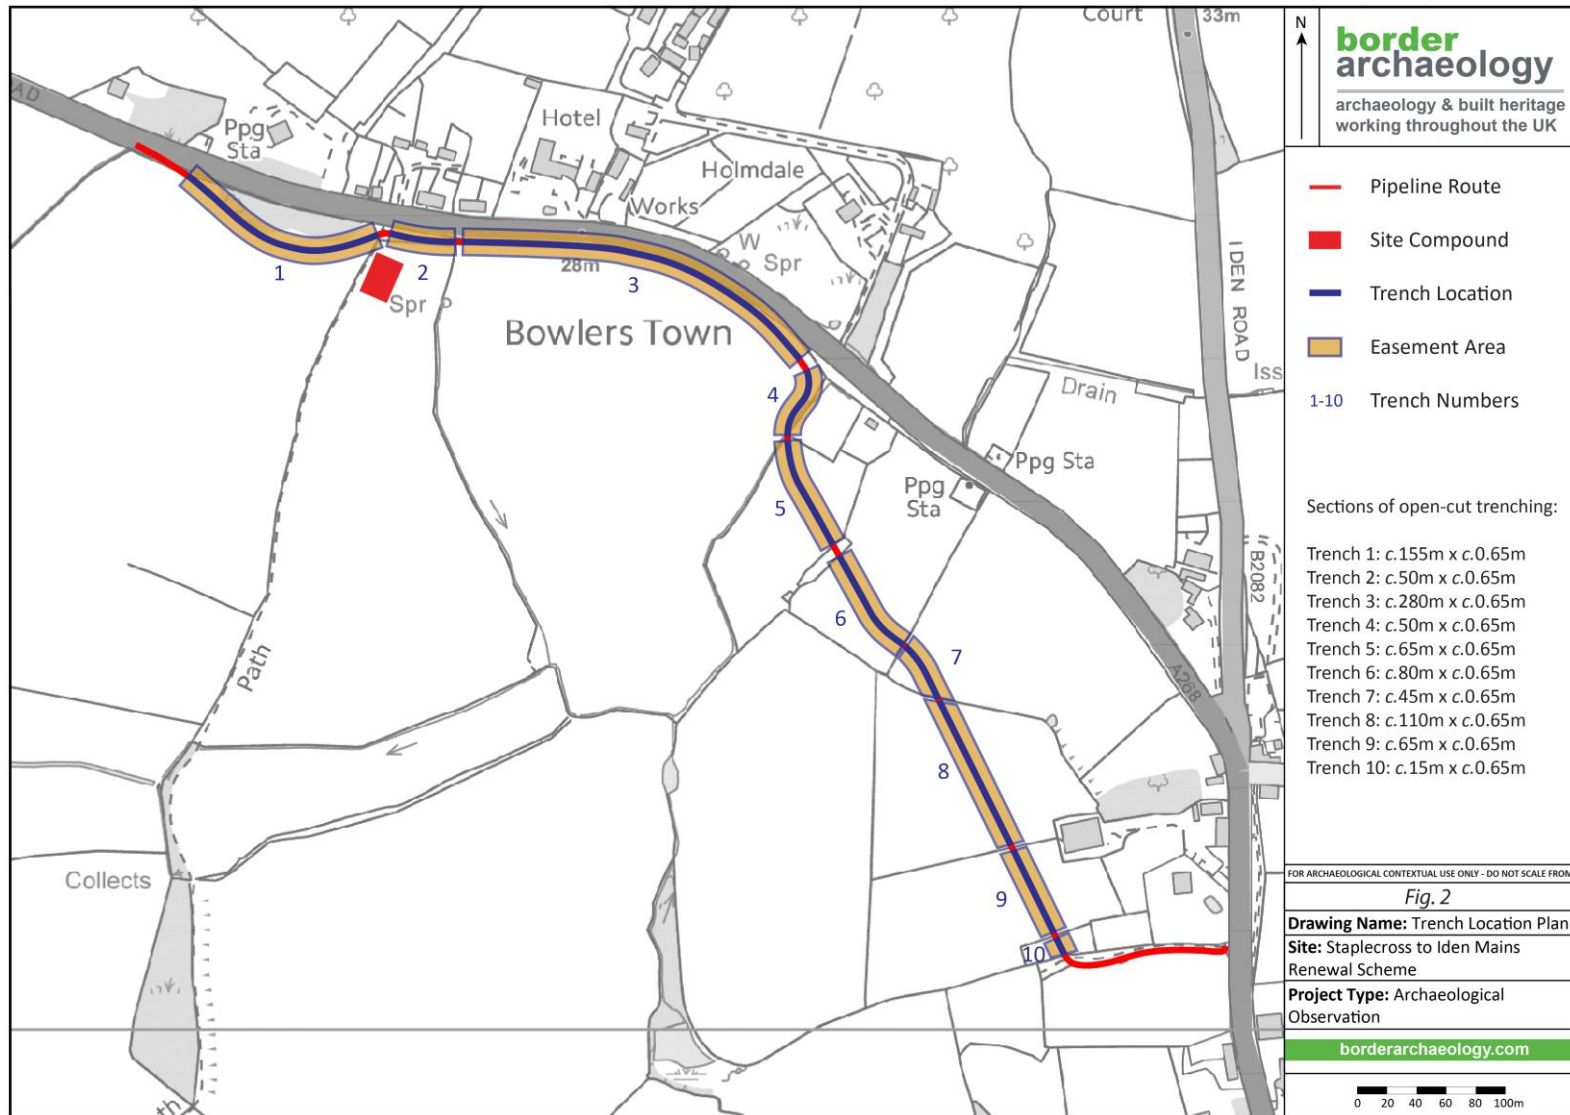 Court
33m
ROAD
Ppg
Sta
Hotel
Holmdale
Works
W
Spr
28m
1
2
3
Spr
Bowlers Town
4
5
6
7
8
9
10
Drain
Iss
IDEN ROAD
Ppg Sta
Ppg
Sta
B2082
A268
Path
Collects
N
border
archaeology
archaeology & built heritage
working throughout the UK
Pipeline Route
Site Compound
Trench Location
Easement Area
1-10 Trench Numbers
Sections of open-cut trenching:
Trench 1: c.155m x c.0.65m
Trench 2: c.50m x c.0.65m
Trench 3: c.280m x c.0.65m
Trench 4: c.50m x c.0.65m
Trench 5: c.65m x c.0.65m
Trench 6: c.80m x c.0.65m
Trench 7: c.45m x c.0.65m
Trench 8: c.110m x c.0.65m
Trench 9: c.65m x c.0.65m
Trench 10: c.15m x c.0.65m
FOR ARCHAEOLOGICAL CONTEXTUAL USE ONLY - DO NOT SCALE FROM
Fig. 2
Drawing Name: Trench Location Plan
Site: Staplecross to Iden Mains
Renewal Scheme
Project Type: Archaeological
Observation
borderarchaeology.com
0 20 40 60 80 100m